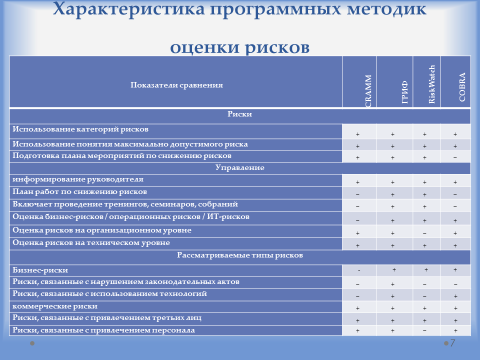 Характеристика программных методик
оценки рисков
Показатели сравнения CRAMM ГРИФ RiskWatch COBRA
Риски
Использование категорий рисков + + + +
Использование понятия максимально допустимого риска + + + +
Подготовка плана мероприятий по снижению рисков + + + –
Управление
информирование руководителя + + + +
План работ по снижению рисков – + + –
Включает проведение тренингов, семинаров, собраний – + + –
Оценка бизнес-рисков / операционных рисков / ИТ-рисков – + + +
Оценка рисков на организационном уровне + + – +
Оценка рисков на техническом уровне + + + +
Рассматриваемые типы рисков
Бизнес-риски - + + +
Риски, связанные с нарушением законодательных актов – + – –
Риски, связанные с использованием технологий – + – +
коммерческие риски + + + +
Риски, связанные с привлечением третьих лиц + + + +
Риски, связанные с привлечением персонала + + – +
7